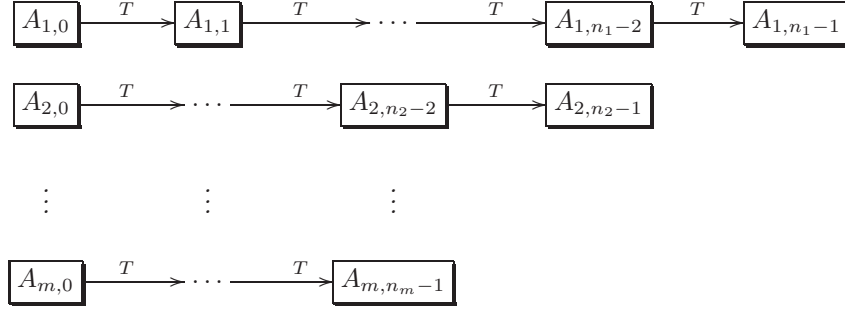 T T T T
A_{1,0} A_{1,1} ··· A_{1,n_1−2} A_{1,n_1−1}
T T T
A_{2,0} ··· A_{2,n_2−2} A_{2,n_2−1}
⋮ ⋮ ⋮
T T
A_{m,0} ··· A_{m,n_m−1}